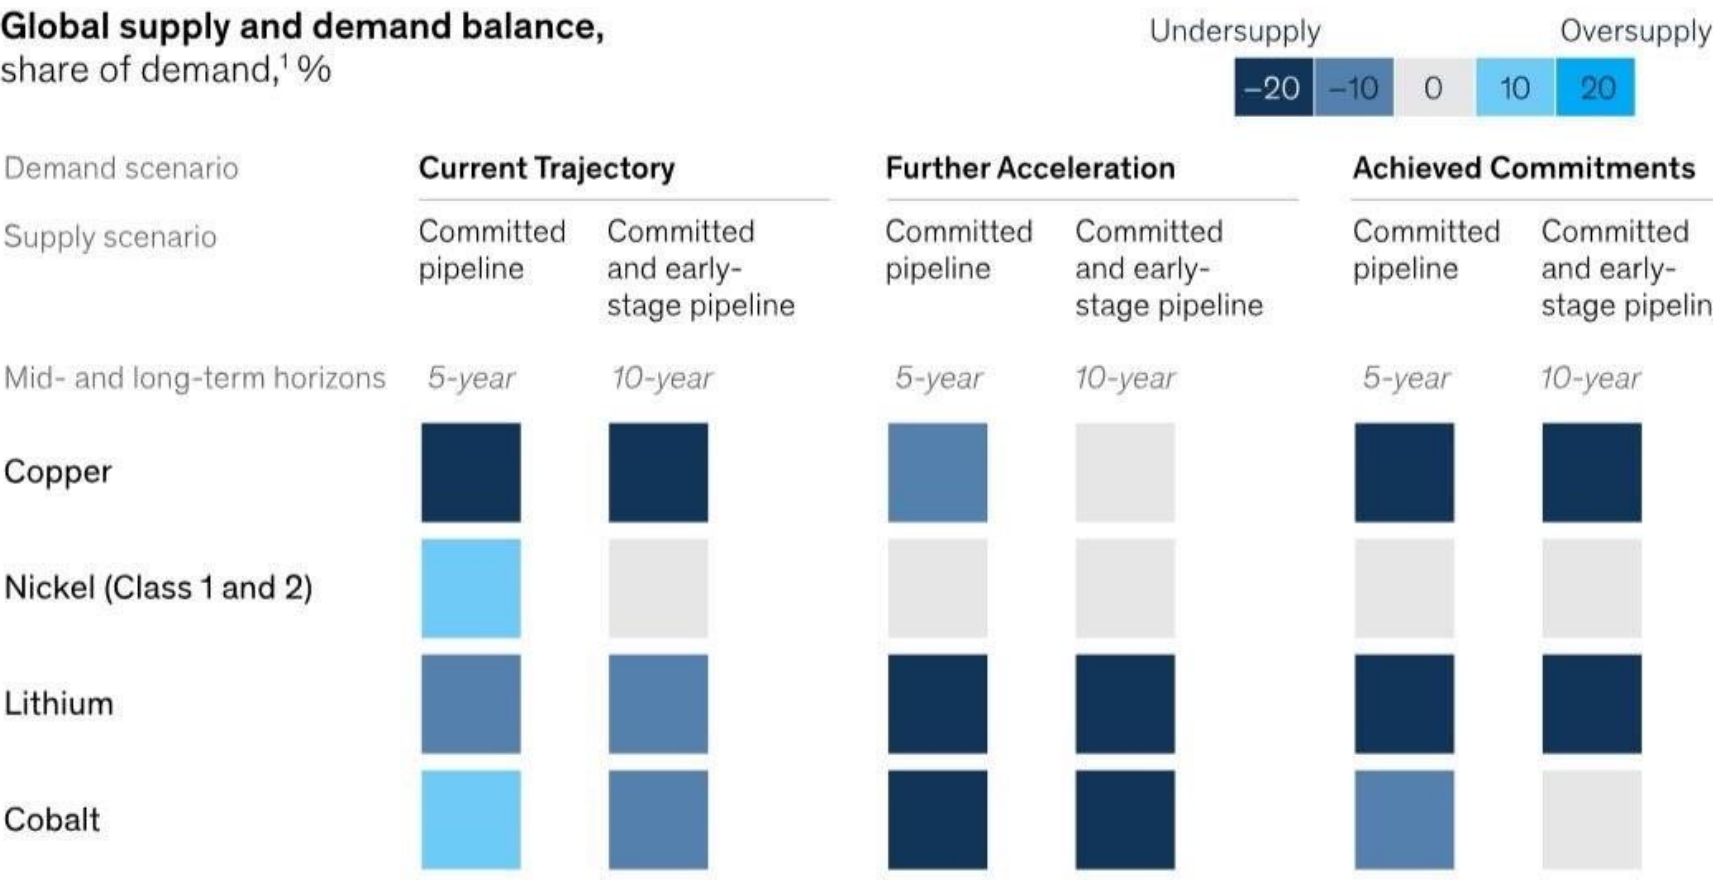 Global supply and demand balance,
share of demand,¹ %
Undersupply Oversupply
–20 –10 0 10 20
Demand scenario Current Trajectory Further Acceleration Achieved Commitments
Supply scenario Committed Committed Committed Committed Committed Committed
pipeline and early- pipeline and early- pipeline and early-
stage pipeline stage pipeline stage pipelin
Mid- and long-term horizons 5-year 10-year 5-year 10-year 5-year 10-year
Copper
Nickel (Class 1 and 2)
Lithium
Cobalt